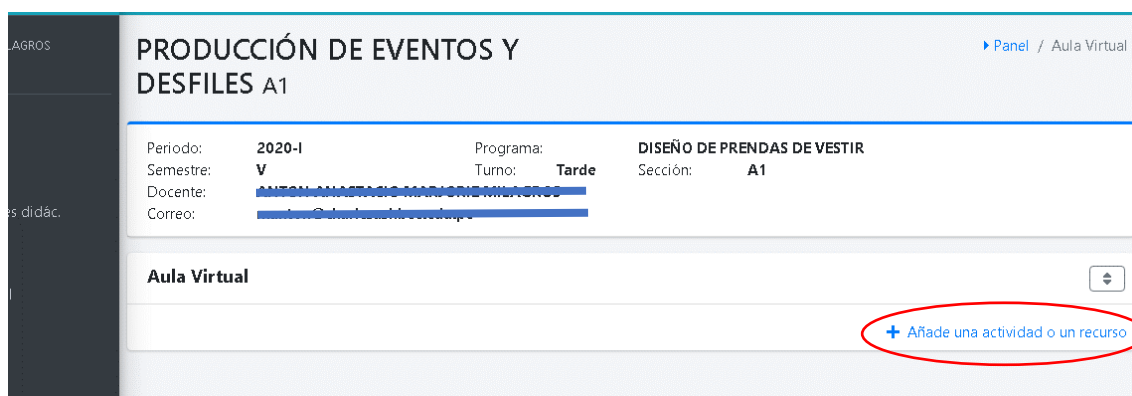 LAGROS
PRODUCCIÓN DE EVENTOS Y
DESFILES A1
Panel / Aula Virtual
Periodo: 2020-I Programa: DISEÑO DE PRENDAS DE VESTIR
Semestre: V Turno: Tarde Sección: A1
Docente:
Correo:
es didác.
Aula Virtual
Añade una actividad o un recurso